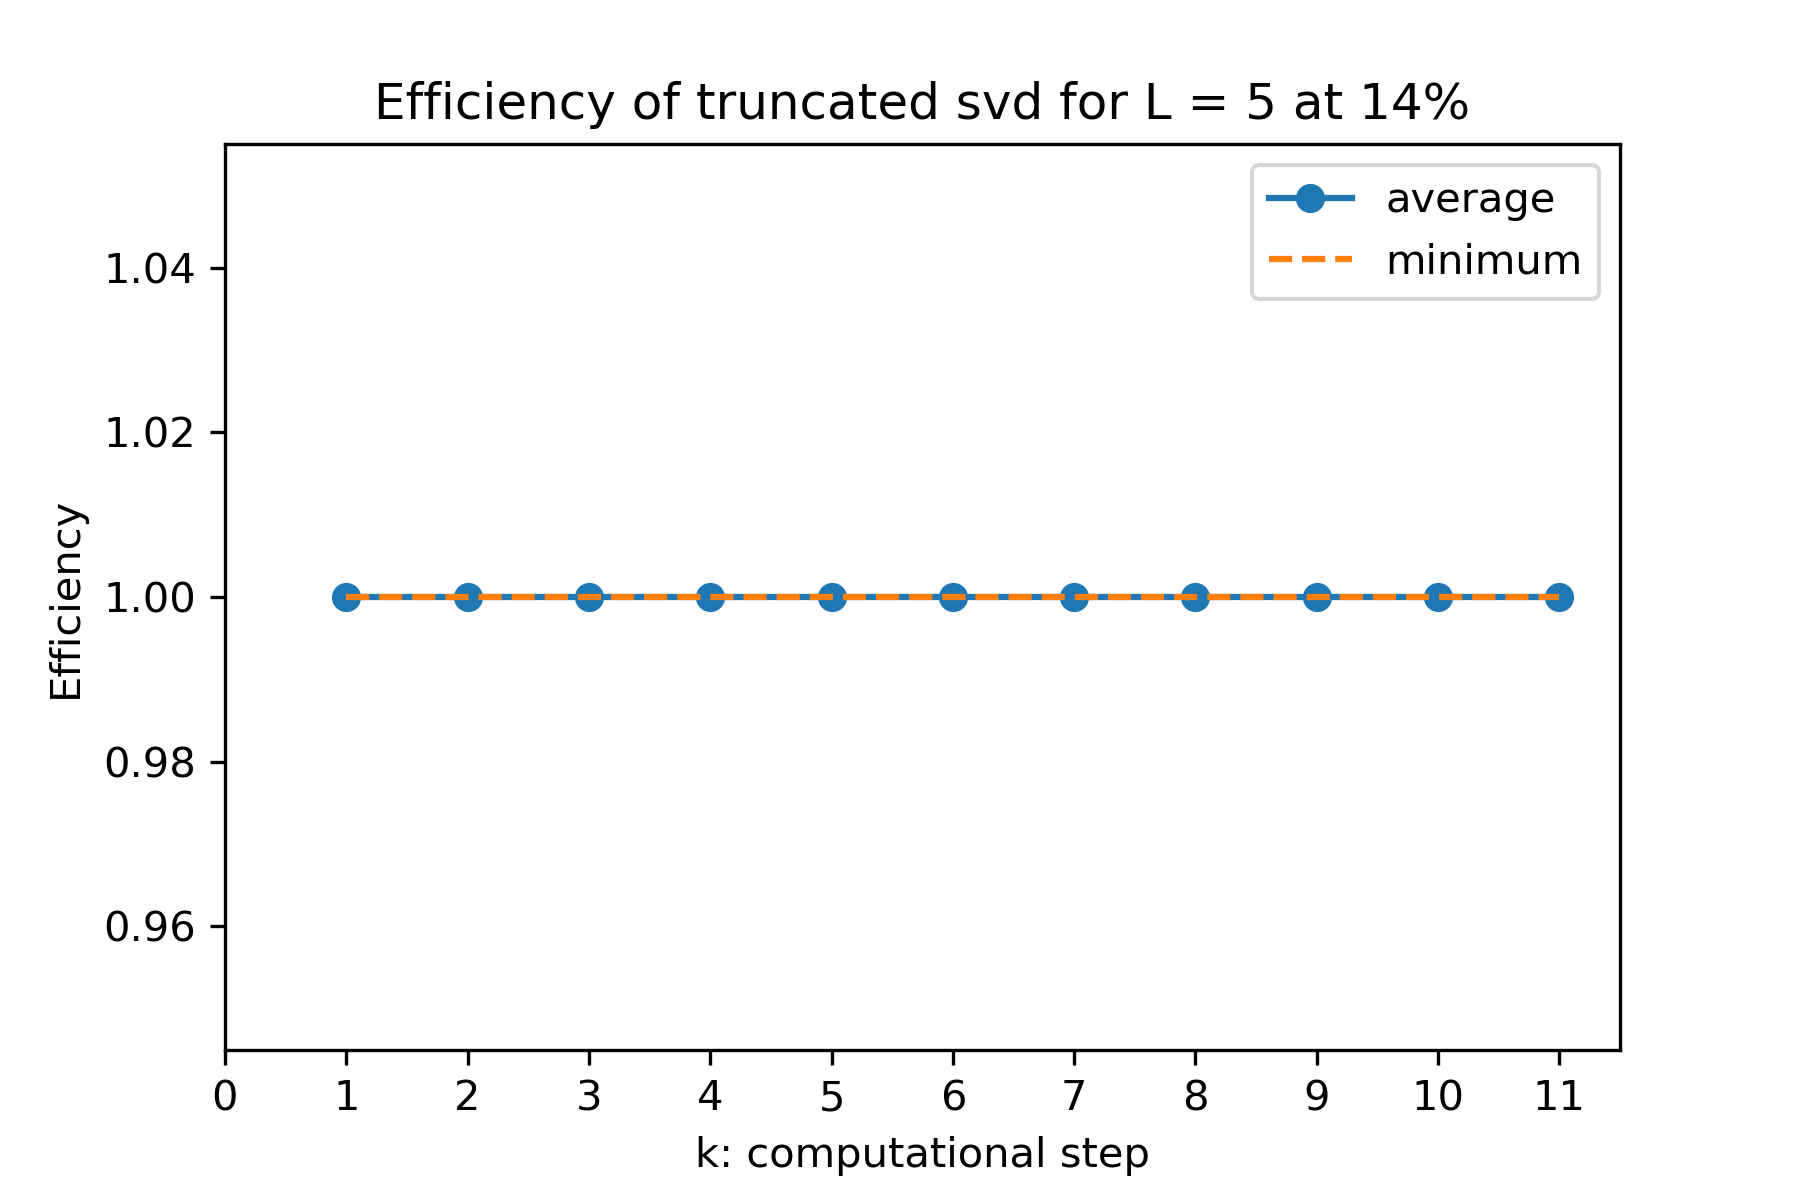 Efficiency of truncated svd for L = 5 at 14%
average
minimum
1.04
1.02
1.00
0.98
0.96
Efficiency
0 1 2 3 4 5 6 7 8 9 10 11
k: computational step